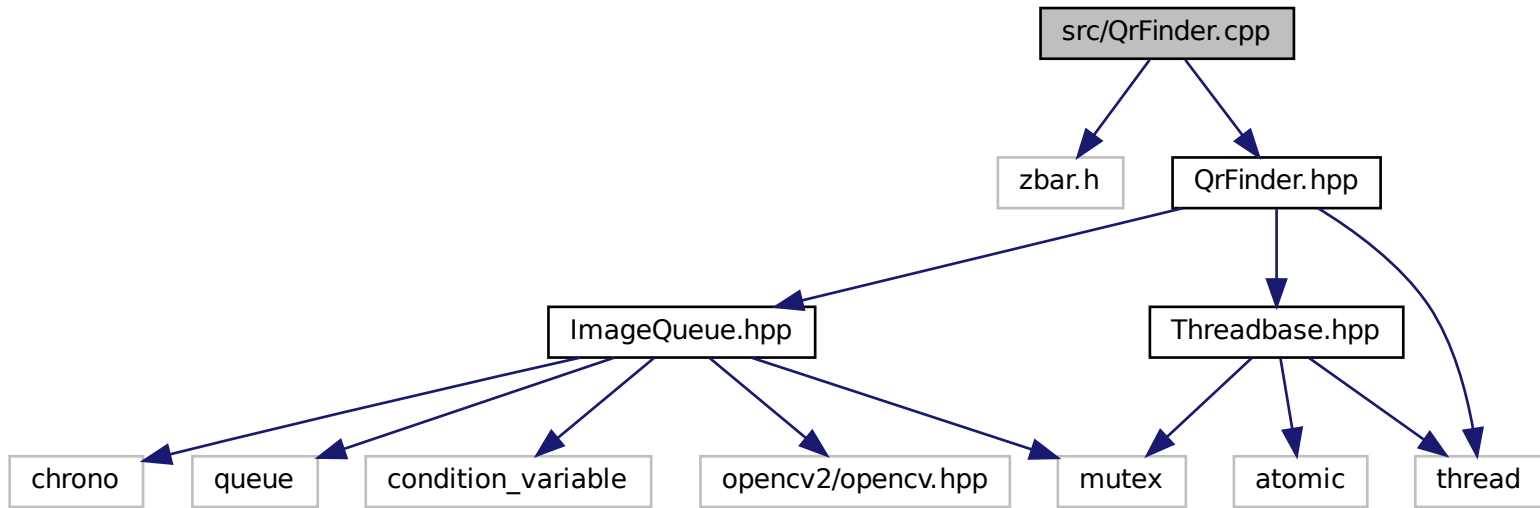 src/QrFinder.cpp
zbar.h
QrFinder.hpp
ImageQueue.hpp
Threadbase.hpp
chrono
queue
condition_variable
opencv2/opencv.hpp
mutex
atomic
thread